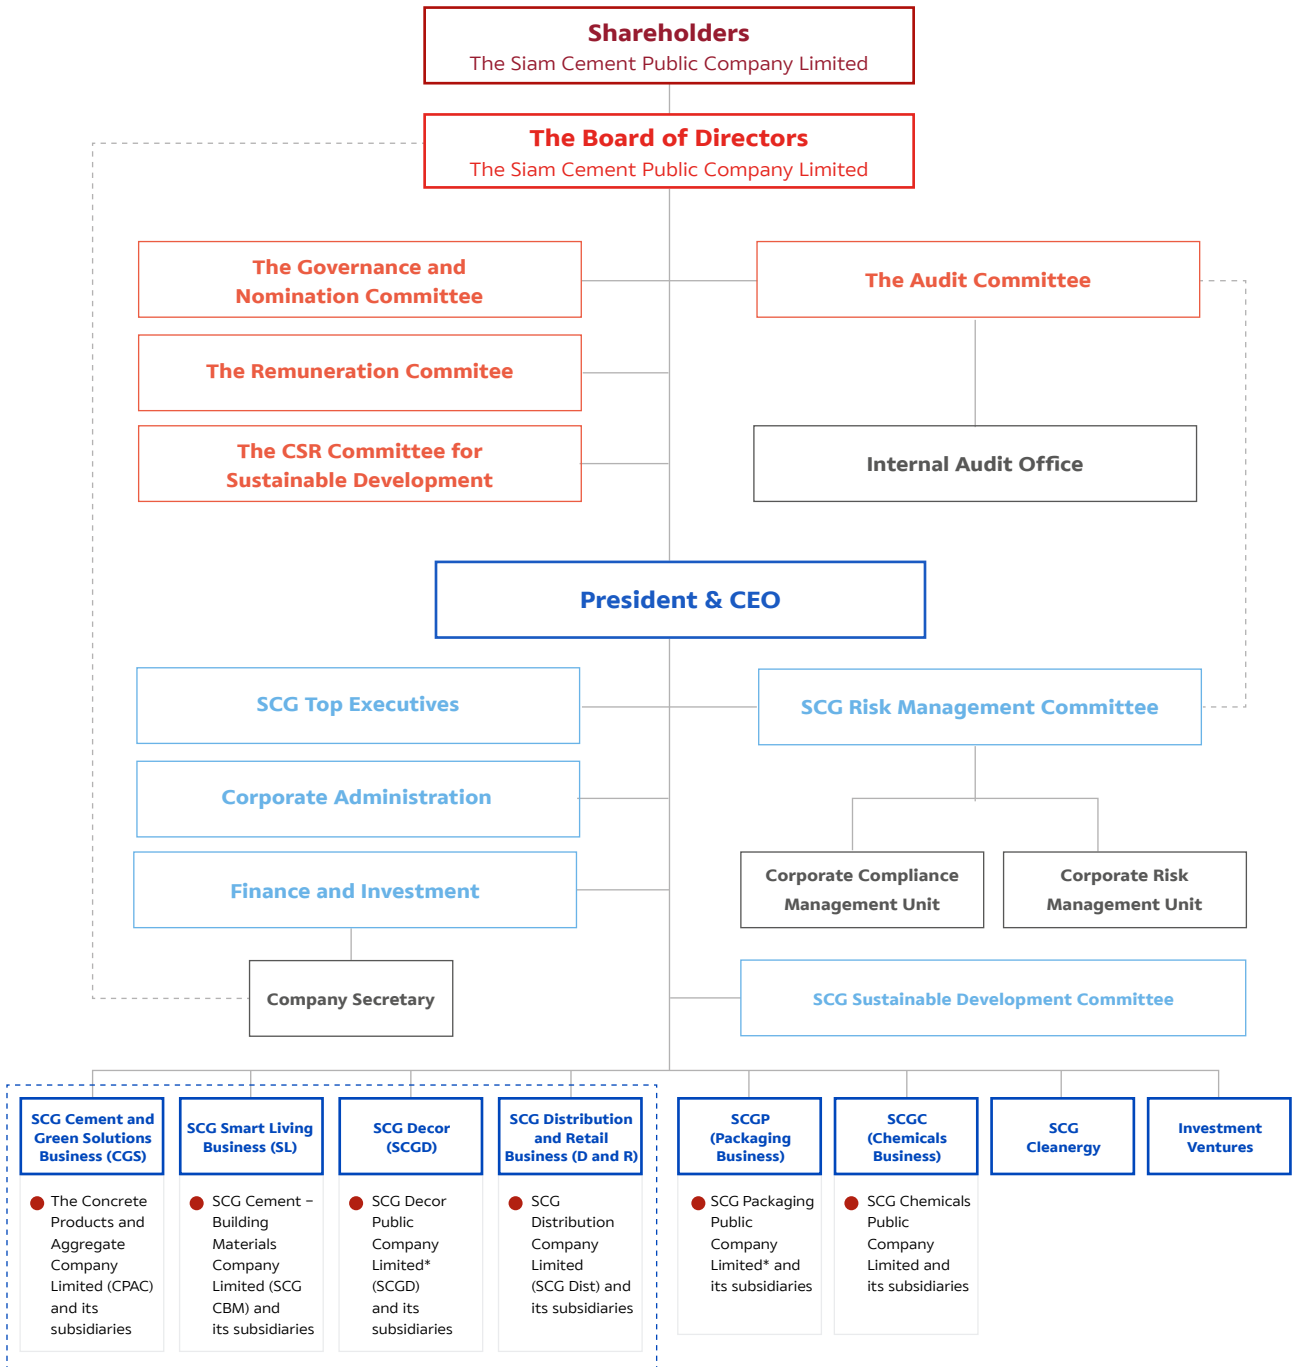 Shareholders
The Siam Cement Public Company Limited
The Board of Directors
The Siam Cement Public Company Limited
The Governance and
Nomination Committee
The Audit Committee
The Remuneration Commitee
The CSR Committee for
Sustainable Development
Internal Audit Office
President & CEO
SCG Top Executives
SCG Risk Management Committee
Corporate Administration
Finance and Investment
Corporate Compliance
Management Unit
Corporate Risk
Management Unit
Company Secretary
SCG Sustainable Development Committee
SCG Cement and
Green Solutions
Business (CGS)
SCG Smart Living
Business (SL)
SCG Decor
(SCGD)
SCG Distribution
and Retail
Business (D and R)
SCGP
(Packaging
Business)
SCGC
(Chemicals
Business)
SCG
Cleanergy
Investment
Ventures
The Concrete
Products and
Aggregate
Company
Limited (CPAC)
and its
subsidiaries
SCG Cement –
Building
Materials
Company
Limited (SCG
CBM) and
its subsidiaries
SCG Decor
Public
Company
Limited*
(SCGD)
and its
subsidiaries
SCG
Distribution
Company
Limited
(SCG Dist) and
its subsidiaries
SCG Packaging
Public
Company
Limited* and
its subsidiaries
SCG Chemicals
Public
Company
Limited and
its subsidiaries